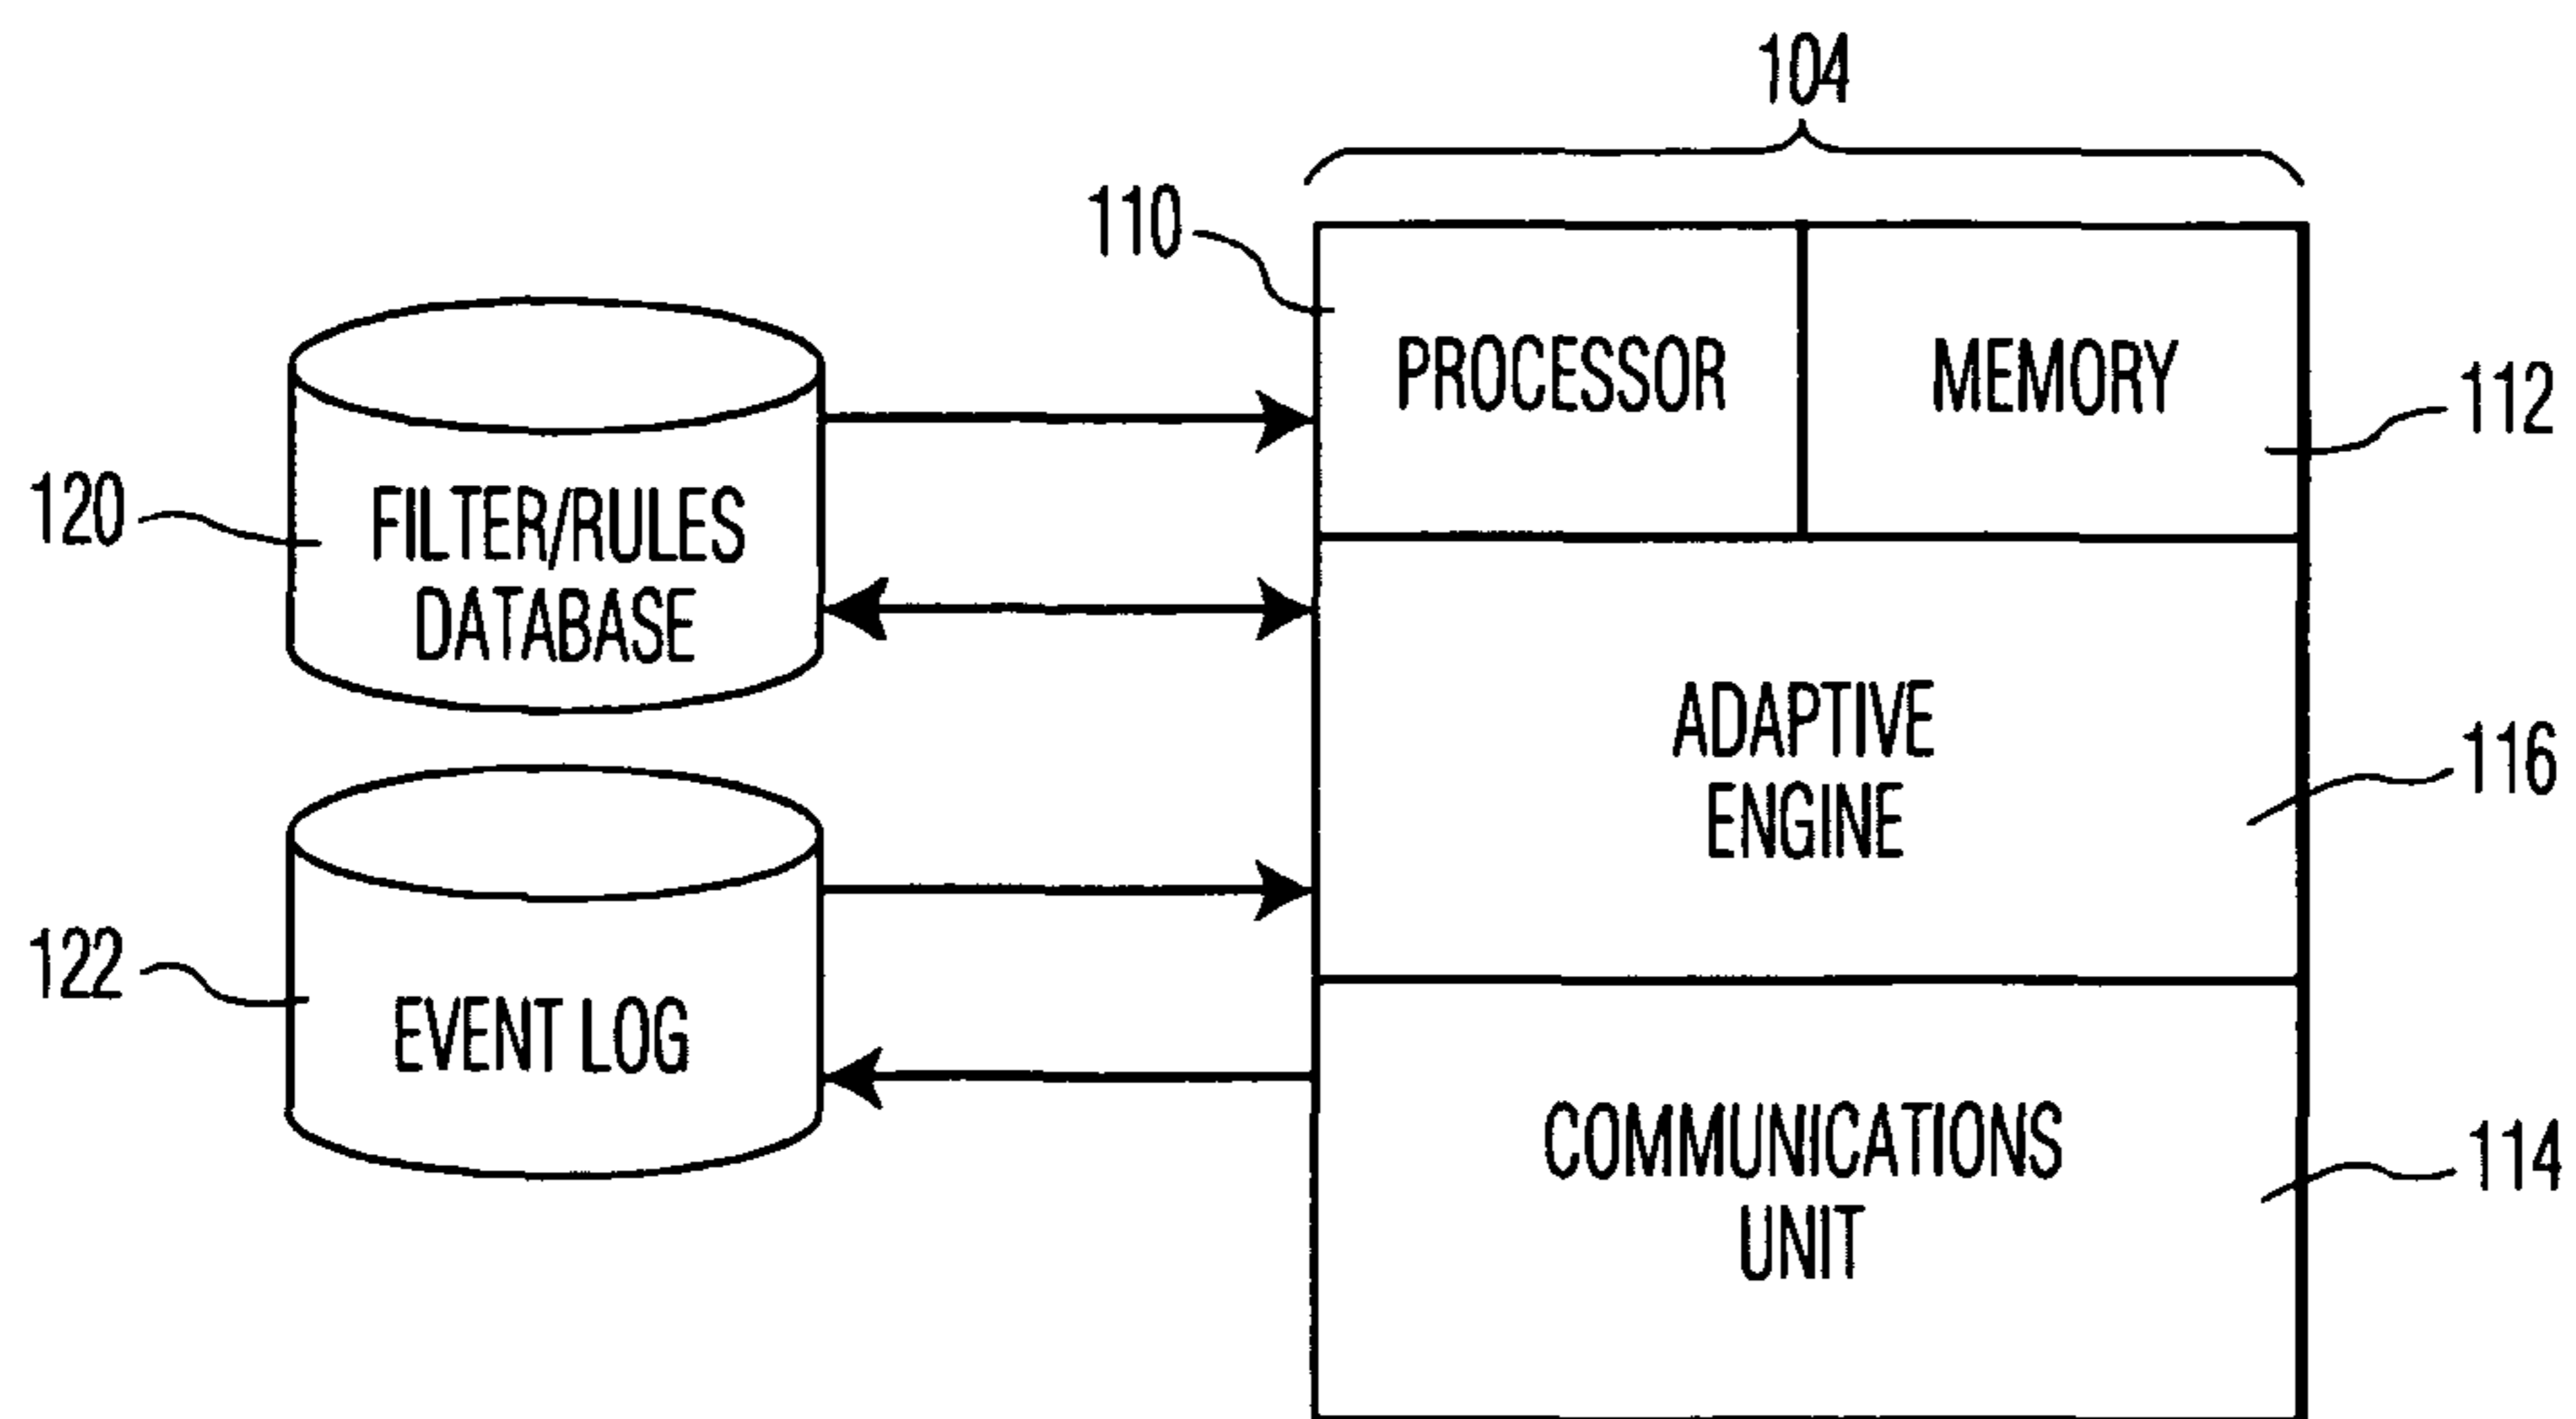 104
110
PROCESSOR
MEMORY
112
120
FILTER/RULES
DATABASE
ADAPTIVE
ENGINE
116
122
EVENT LOG
COMMUNICATIONS
UNIT
114